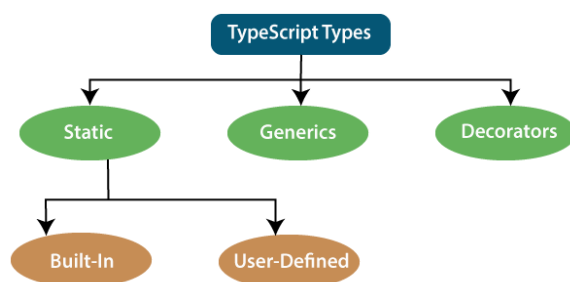 TypeScript Types
Static
Generics
Decorators
Built-In
User-Defined